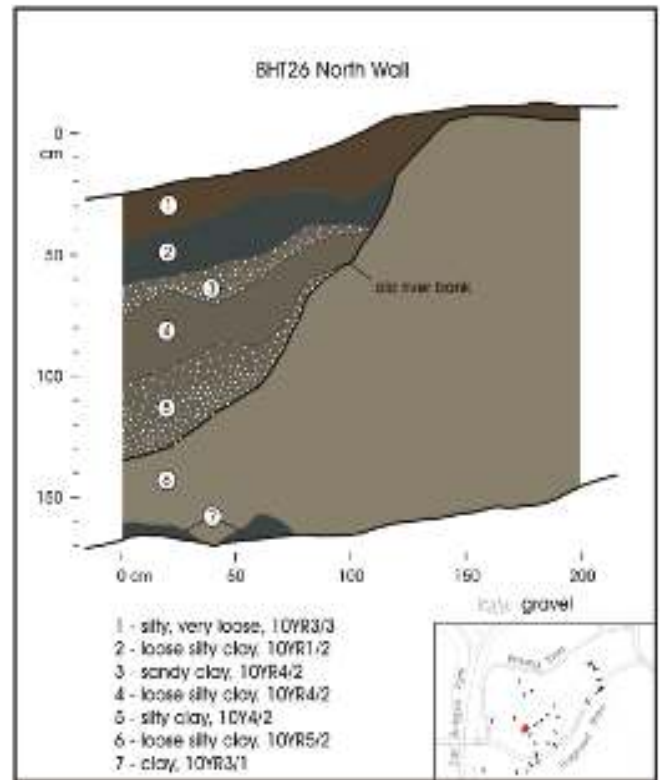 BHT26 North Wall
0
cm
50
100
150
1
2
3
4
5
6
7
old river bank
0 cm
50
100
150
200
gravel
1 - silty, very loose, 10YR3/3
2 - loose silty clay, 10YR1/2
3 - sandy clay, 10YR4/2
4 - loose silty clay, 10YR4/2
5 - silty clay, 10Y4/2
6 - loose silty clay, 10YR5/2
7 - clay, 10YR3/1